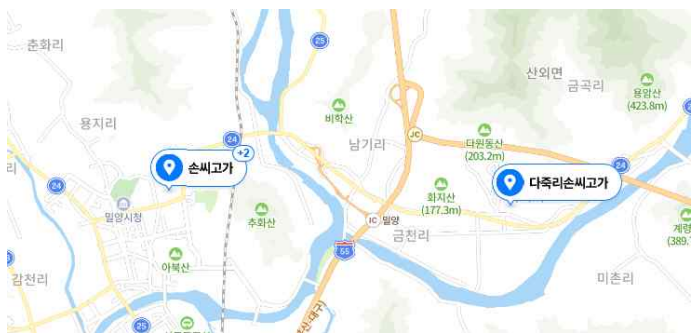 춘화리
25
25
산외면
금곡리
용암산
(423.8m)
비학산
용지리
24
+2
남기리
JC
다원동산
(203.2m)
24
손씨고가
다죽리손씨고가
24
화지산
(177.3m)
밀양시청
추화산
IC 밀양
금천리
계령
(389.7
55
아북산
감천리
미촌리
25
25